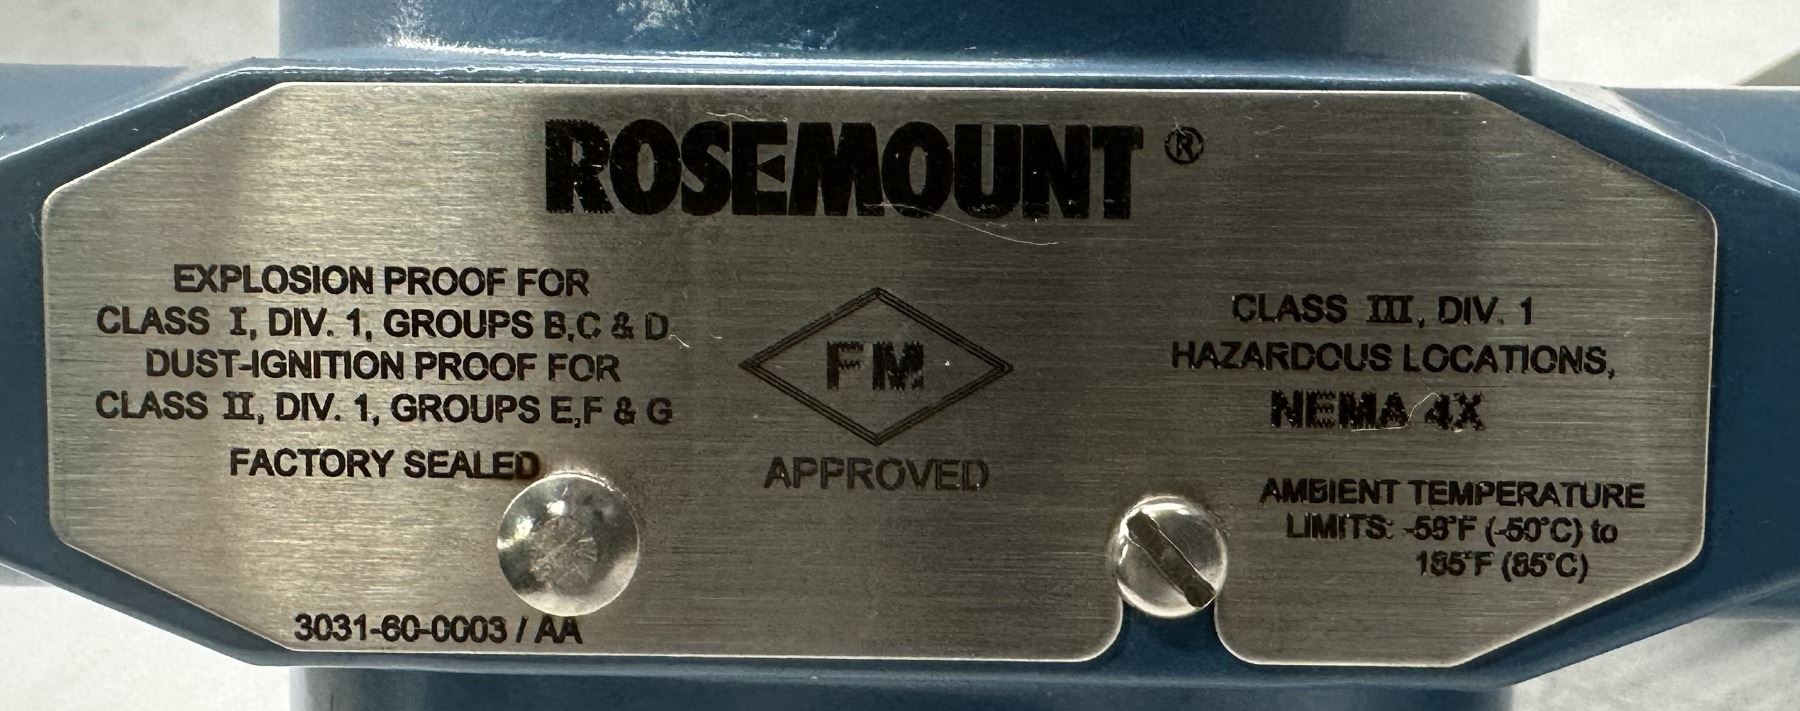 ROSEMOUNT ®
EXPLOSION PROOF FOR
CLASS I, DIV. 1, GROUPS B,C & D
DUST-IGNITION PROOF FOR
CLASS II, DIV. 1, GROUPS E,F & G
FACTORY SEALED
3031-60-0003 / AA
FM
APPROVED
CLASS III, DIV. 1
HAZARDOUS LOCATIONS,
NEMA 4X
AMBIENT TEMPERATURE
LIMITS: -58°F (-50°C) to
185°F (85°C)